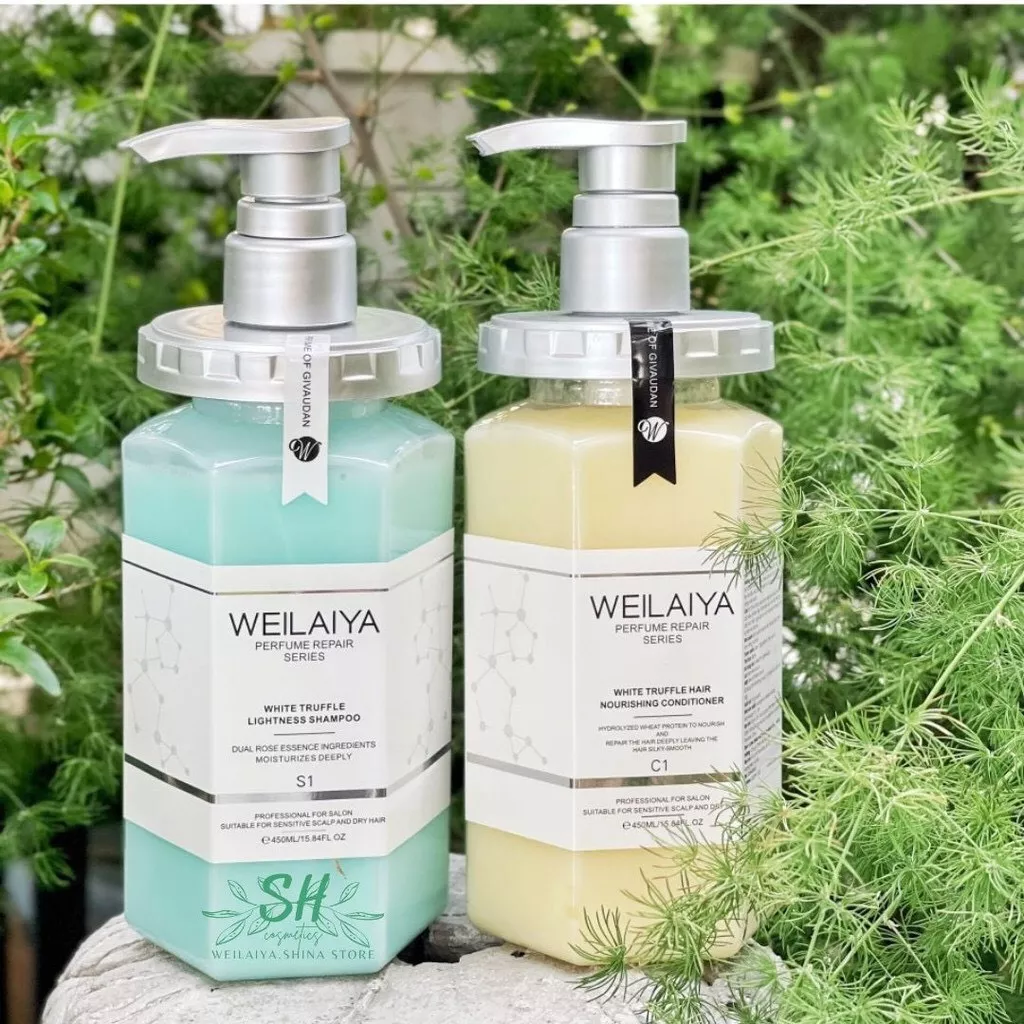 OF GIVAUDAN
W
WEILAIYA
PERFUME REPAIR
SERIES
WHITE TRUFFLE
LIGHTNESS SHAMPOO
DUAL ROSE ESSENCE INGREDIENTS
MOISTURIZES DEEPLY
S1
PROFESSIONAL FOR SALON
SUITABLE FOR SENSITIVE SCALP AND DRY HAIR
℮450ML/15.84FL OZ
SH
cosmetics
WEILAIYA.SHINA STORE
OF GIVAUDAN
W
WEILAIYA
PERFUME REPAIR
SERIES
WHITE TRUFFLE HAIR
NOURISHING CONDITIONER
HYDROLYZED WHEAT PROTEIN TO NOURISH
AND
REPAIR THE HAIR DEEPLY LEAVING THE
HAIR SILKY-SMOOTH
C1
PROFESSIONAL FOR SALON
SUITABLE FOR SENSITIVE SCALP AND
℮450ML/15.84FL OZ